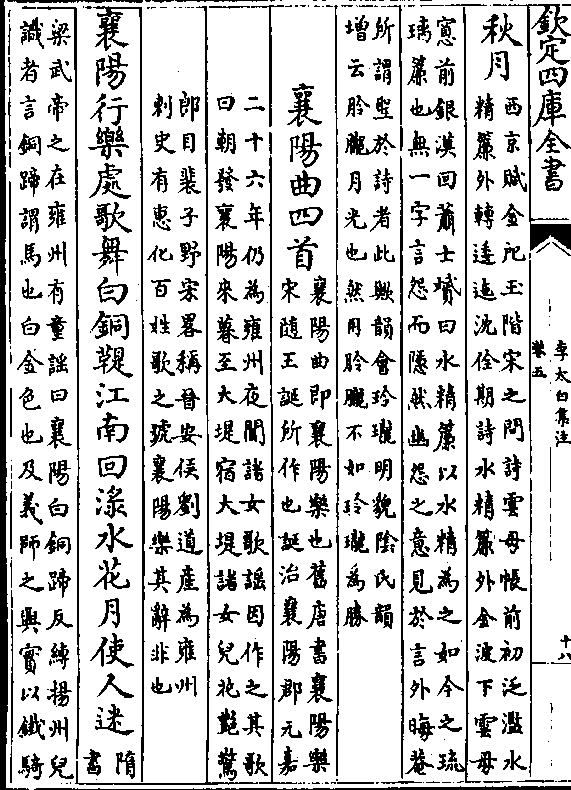 欽定四庫全書
李太白集注
卷五
十八
秋月
西京賦金戺玉階宋之問詩雲母帳前初泛濫水
精簾外轉逶迤沈佺期詩水精簾外金波下雲母
窓前銀漢回蕭士贇曰水精簾以水精為之如今之琉
璃簾也無一字言怨而隱然幽怨之意見於言外晦菴
所謂聖於詩者此歟韻會玲瓏明貌陰氏韻
增云朎朧月光也然用朎朧不如玲瓏為勝
襄陽曲四首
襄陽曲即襄陽樂也舊唐書襄陽樂
宋隨王誕所作也誕治襄陽郡元嘉
二十六年仍為雍州夜聞諸女歌謡因作之其歌
曰朝發襄陽來暮至大堤宿大堤諸女兒花艶驚
郎目裴子野宋畧稱晉安侯劉道產為雍州
刺史有恵化百姓歌之號襄陽樂其辭非也
襄陽行樂處歌舞白銅鞮江南回渌水花月使人迷
隋
書
梁武帝之在雍州有童謡曰襄陽白銅蹄反縛揚州兒
識者言銅蹄謂馬也白金色也及義師之興實以鐵騎